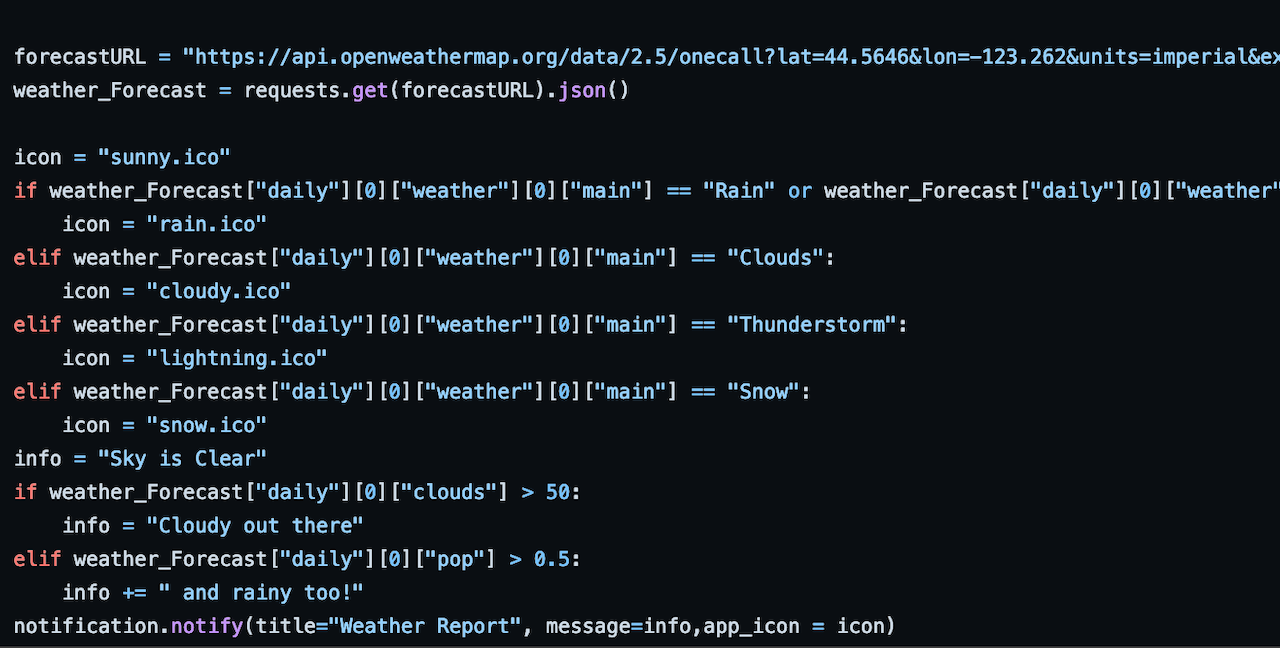 forecastURL = "https://api.openweathermap.org/data/2.5/onecall?lat=44.5646&lon=-123.262&units=imperial&ex
weather_Forecast = requests.get(forecastURL).json()
icon = "sunny.ico"
if weather_Forecast["daily"][0]["weather"][0]["main"] == "Rain" or weather_Forecast["daily"][0]["weather"
    icon = "rain.ico"
elif weather_Forecast["daily"][0]["weather"][0]["main"] == "Clouds":
    icon = "cloudy.ico"
elif weather_Forecast["daily"][0]["weather"][0]["main"] == "Thunderstorm":
    icon = "lightning.ico"
elif weather_Forecast["daily"][0]["weather"][0]["main"] == "Snow":
    icon = "snow.ico"
info = "Sky is Clear"
if weather_Forecast["daily"][0]["clouds"] > 50:
    info = "Cloudy out there"
elif weather_Forecast["daily"][0]["pop"] > 0.5:
    info += " and rainy too!"
notification.notify(title="Weather Report", message=info,app_icon = icon)